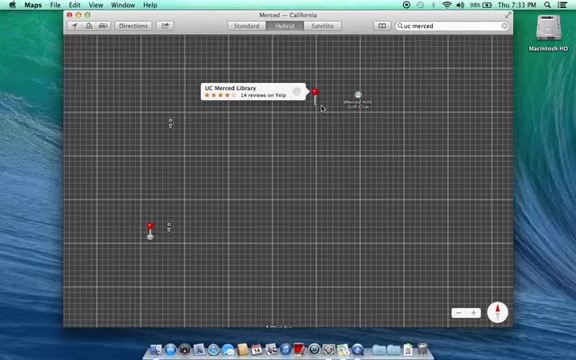 Maps File Edit View Window Help
98% Thu 7:33 PM
Merced — California
Directions
Standard Hybrid Satellite
uc merced
Macintosh HD
UC Merced Library
14 reviews on Yelp
Merced Hills
Golf Club